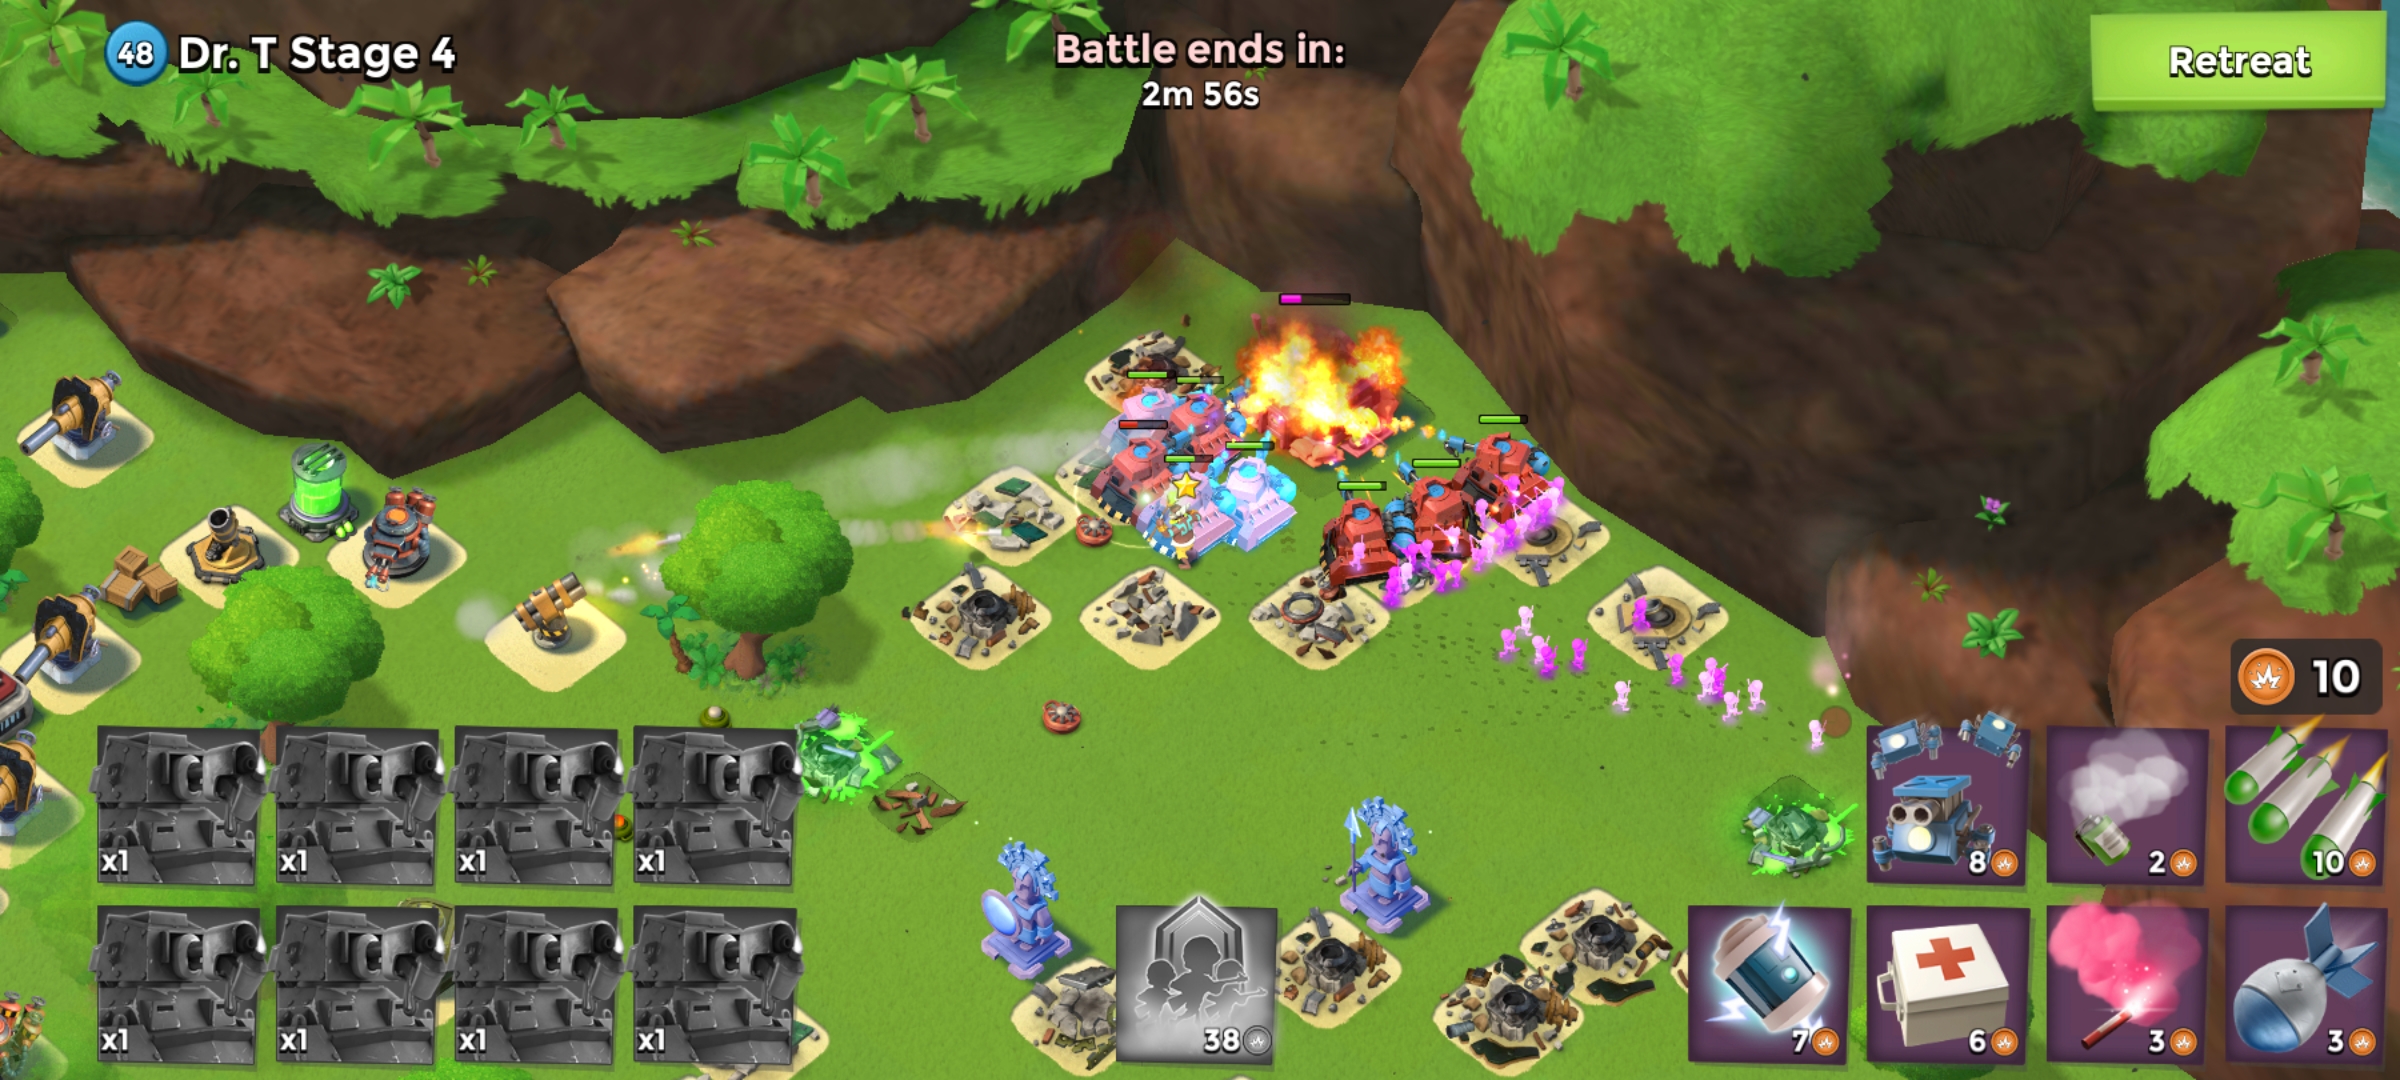 48 Dr. T Stage 4
Battle ends in:
2m 56s
Retreat
10
x1 x1 x1 x1
8 2 10
x1 x1 x1 x1
38
7 6 3 3